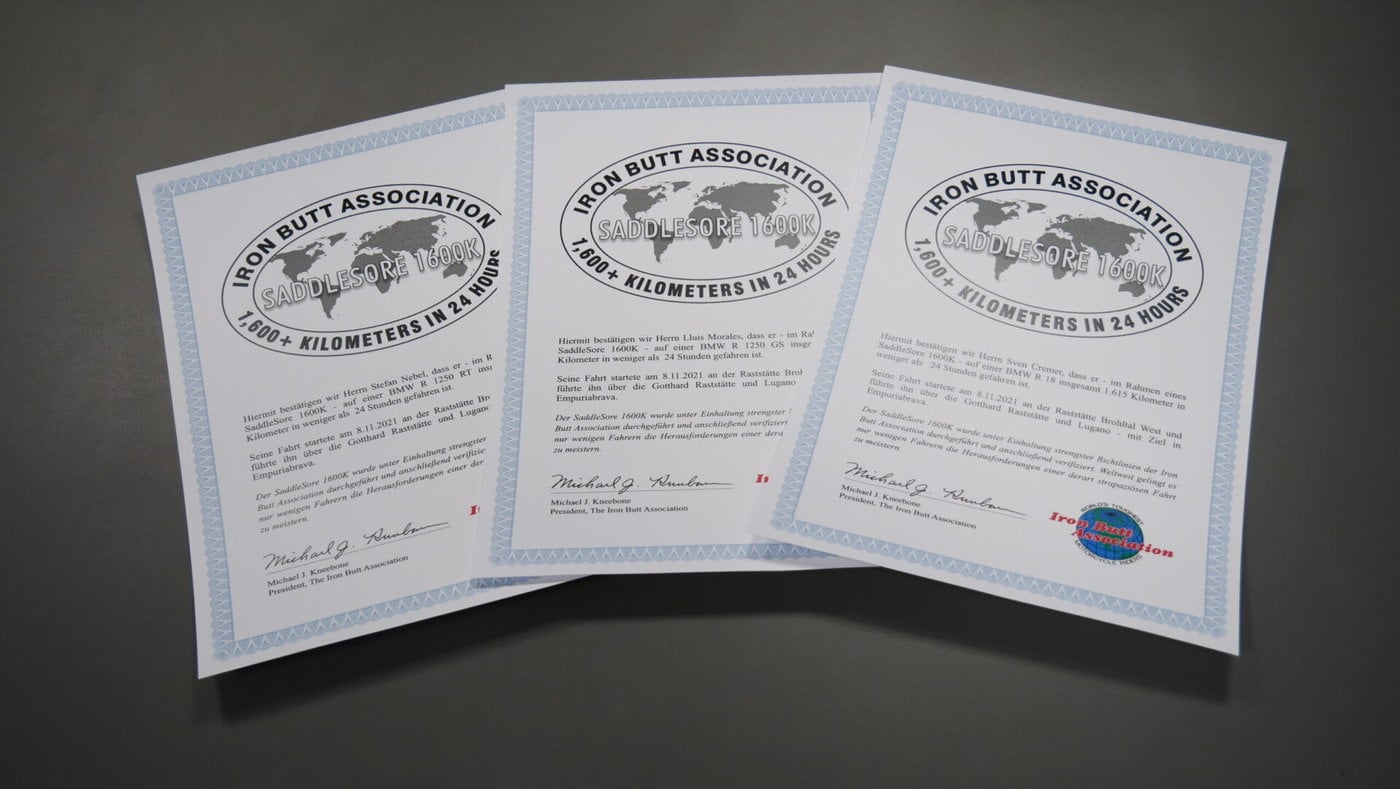 IRON BUTT ASSOCIATION
SADDLESORE 1600K
1,600+ KILOMETERS IN 24 HOURS
Hiermit bestätigen wir Herrn Stefan Nebel, dass er - im
SaddleSore 1600K - auf einer BMW R 1250 RT
Kilometer in weniger als 24 Stunden gefahren ist.
Seine Fahrt startete am 8.11.2021 an der Raststätte
führte ihn über die Gotthard Raststätte und Lugano
Empuriabrava.
Der SaddleSore 1600K wurde unter Einhaltung strengster
Butt Association durchgeführt und anschließend verifiziert
nur wenigen Fahrern die Herausforderungen einer der
zu meistern.
Michael J. Kneebone
Michael J. Kneebone
President, The Iron Butt Association
IRON BUTT ASSOCIATION
SADDLESORE 1600K
1,600+ KILOMETERS IN 24 HOURS
Hiermit bestätigen wir Herrn Lluis Morales, dass er - im
SaddleSore 1600K - auf einer BMW R 1250 GS
Kilometer in weniger als 24 Stunden gefahren ist.
Seine Fahrt startete am 8.11.2021 an der Raststätte
führte ihn über die Gotthard Raststätte und Lugano
Empuriabrava.
Der SaddleSore 1600K wurde unter Einhaltung strengster
Butt Association durchgeführt und anschließend verifiziert
nur wenigen Fahrern die Herausforderungen einer
zu meistern.
Michael J. Kneebone
Michael J. Kneebone
President, The Iron Butt Association
IRON BUTT ASSOCIATION
SADDLESORE 1600K
1,600+ KILOMETERS IN 24 HOURS
Hiermit bestätigen wir Herrn Sven Cremer, dass er - im Rahmen eines
SaddleSore 1600K - auf einer BMW R 18 insgesamt 1.615 Kilometer in
weniger als 24 Stunden gefahren ist.
Seine Fahrt startete am 8.11.2021 an der Raststätte Brohltal West und
führte ihn über die Gotthard Raststätte und Lugano - mit Ziel in
Empuriabrava.
Der SaddleSore 1600K wurde unter Einhaltung strengster Richtlinien der Iron
Butt Association durchgeführt und anschließend verifiziert. Weltweit gelingt es
nur wenigen Fahrern die Herausforderungen einer derart strapaziösen Fahrt
zu meistern.
Michael J. Kneebone
Michael J. Kneebone
President, The Iron Butt Association
WORLD'S TOUGHEST
Iron Butt
Association
MOTORCYCLE RIDERS